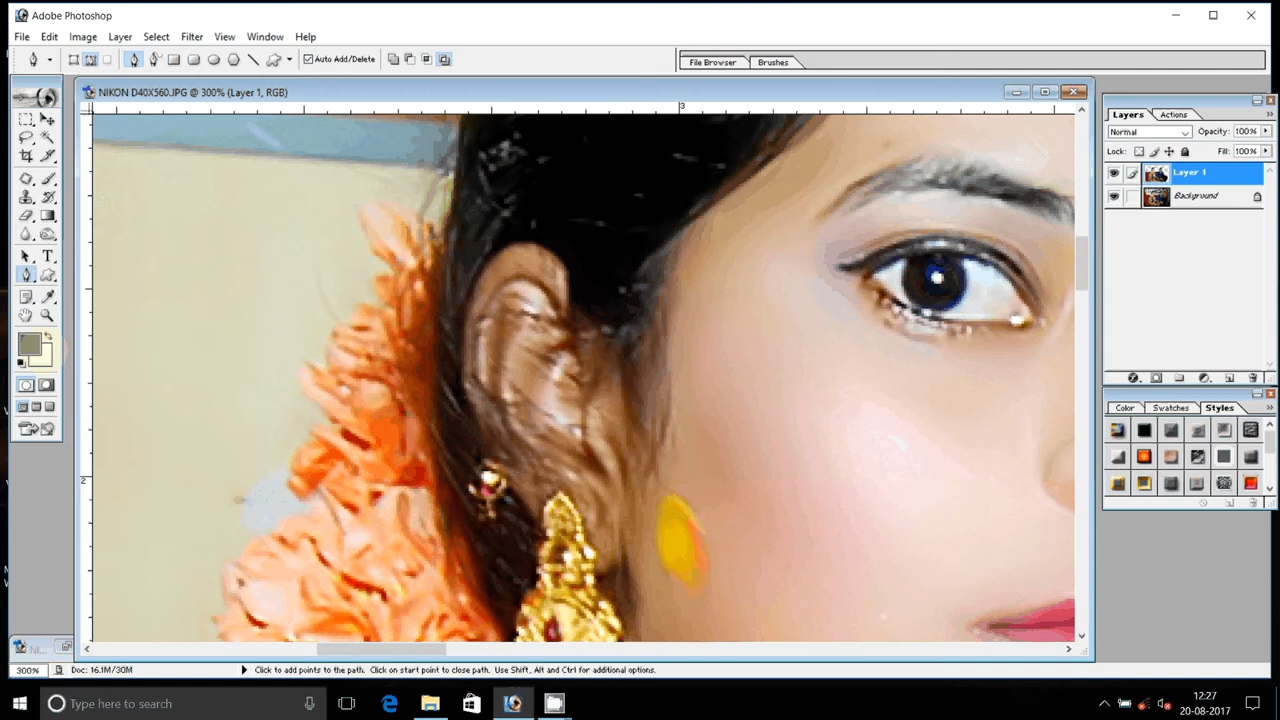 Adobe Photoshop
File Edit Image Layer Select Filter View Window Help
Auto Add/Delete
File Browser Brushes
NIKON D40X560.JPG @ 300% (Layer 1, RGB)
3
2
Layers Actions
Normal Opacity: 100%
Lock: Fill: 100%
Layer 1
Background
Color Swatches Styles
T
300% Doc: 16.1M/30M Click to add points to the path. Click on start point to close path. Use Shift, Alt and Ctrl for additional options.
Type here to search
12:27
20-08-2017